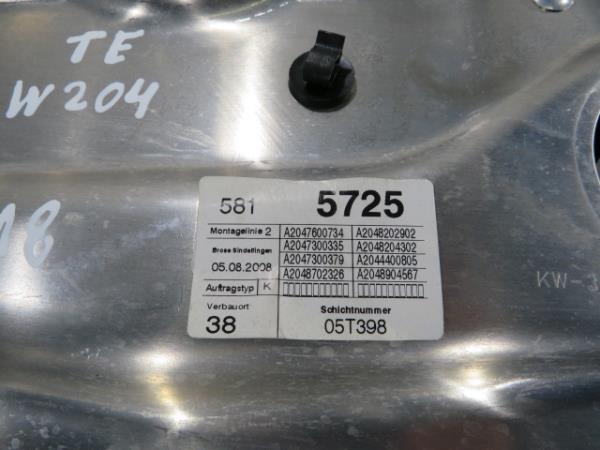 TE
W204
18
581 5725
Montagelinie 2 A2047600734 A2048202902
Brose Sindelfingen A2047300335 A2048204302
05.08.2008 A2047300379 A2044400805
A2048702326 A2048904567
Auftragstyp K
Verbauort Schichtnummer
38 05T398
KW-3